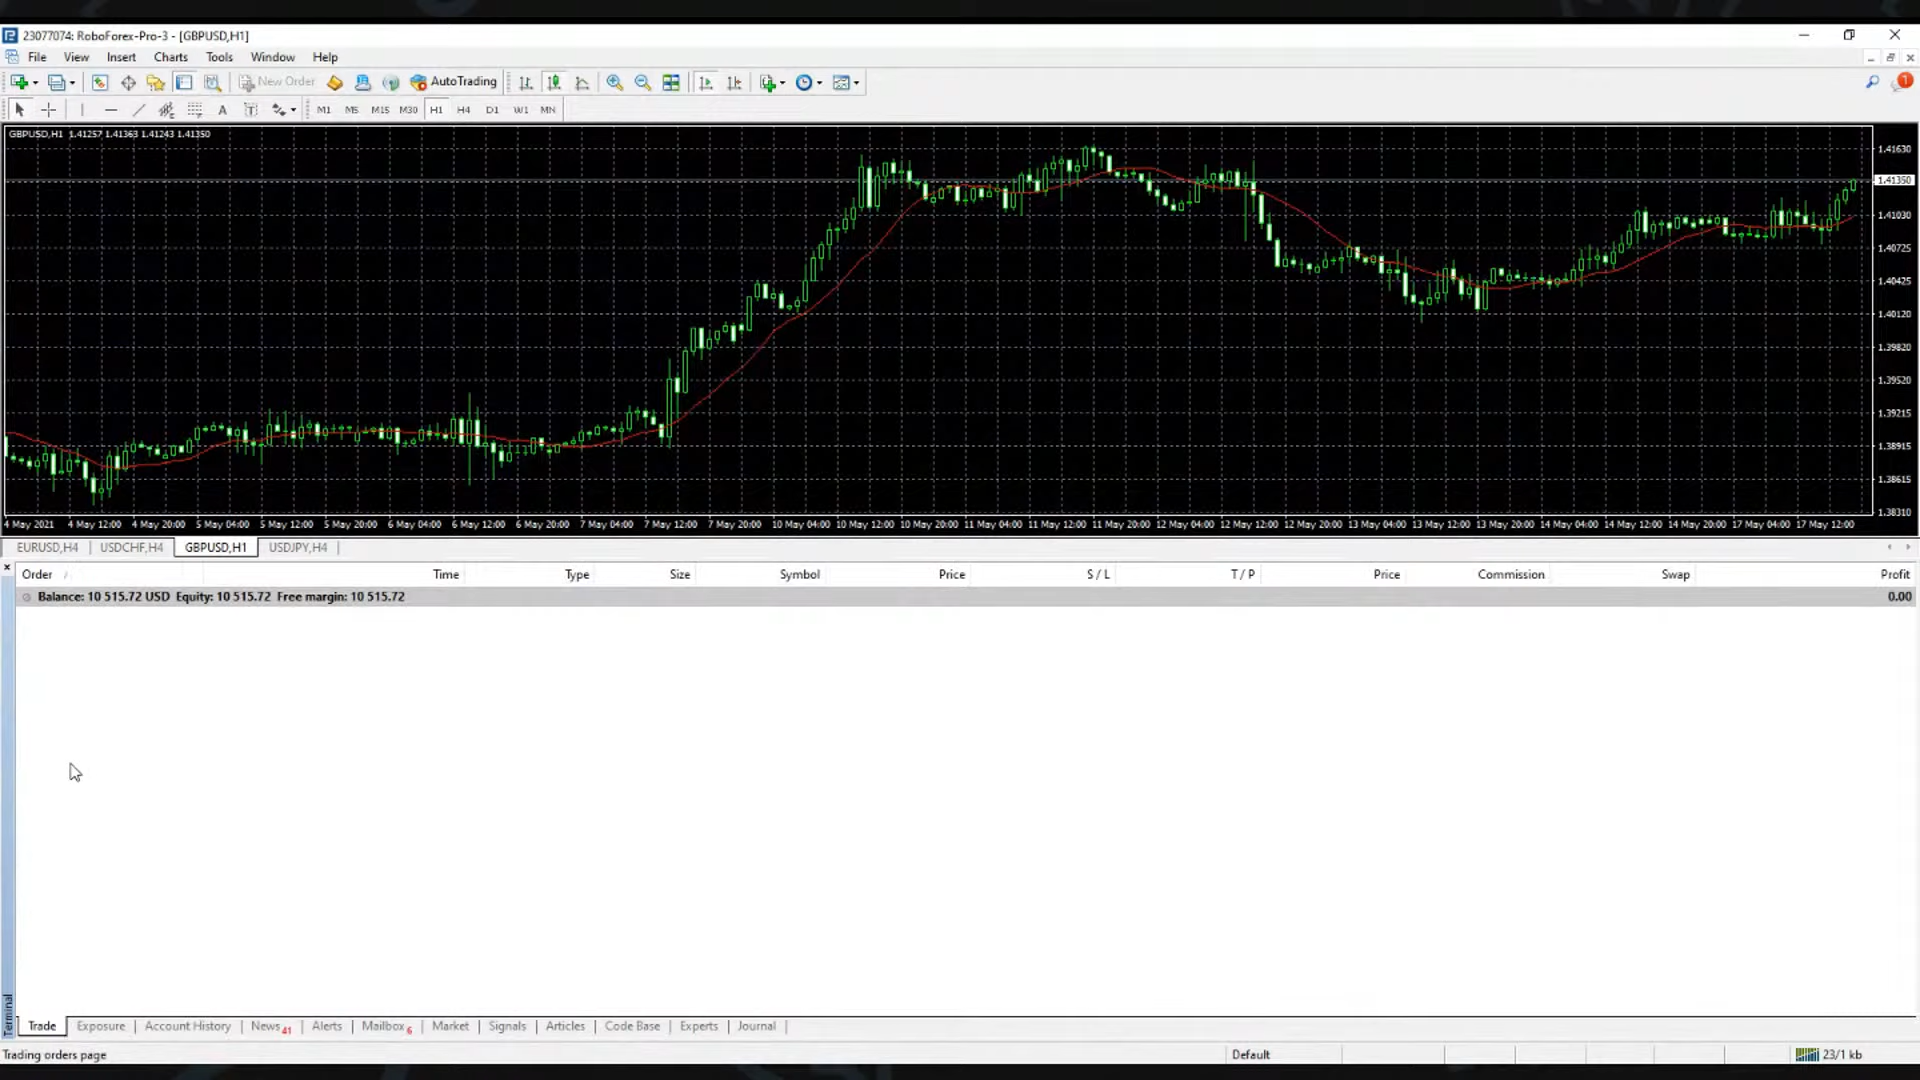 23077074: RoboForex-Pro-3 - [GBPUSD,H1]
File View Insert Charts Tools Window Help
New Order AutoTrading 1
A T M1 M5 M15 M30 H1 H4 D1 W1 MN
GBPUSD,H1 1.41257 1.41363 1.41243 1.41350
1.41630
1.41350
1.41030
1.40725
1.40425
1.40120
1.39820
1.39520
1.39215
1.38915
1.38615
1.38310
4 May 2021 4 May 12:00 4 May 20:00 5 May 04:00 5 May 12:00 5 May 20:00 6 May 04:00 6 May 12:00 6 May 20:00 7 May 04:00 7 May 12:00 7 May 20:00 10 May 04:00 10 May 12:00 10 May 20:00 11 May 04:00 11 May 12:00 11 May 20:00 12 May 04:00 12 May 12:00 12 May 20:00 13 May 04:00 13 May 12:00 13 May 20:00 14 May 04:00 14 May 12:00 14 May 20:00 17 May 04:00 17 May 12:00
EURUSD,H4 USDCHF,H4 GBPUSD,H1 USDJPY,H4
Order / Time Type Size Symbol Price S / L T / P Price Commission Swap Profit
Balance: 10 515.72 USD Equity: 10 515.72 Free margin: 10 515.72 0.00
Terminal
Trade Exposure Account History News 41 Alerts Mailbox 6 Market Signals Articles Code Base Experts Journal
Trading orders page Default 23/1 kb